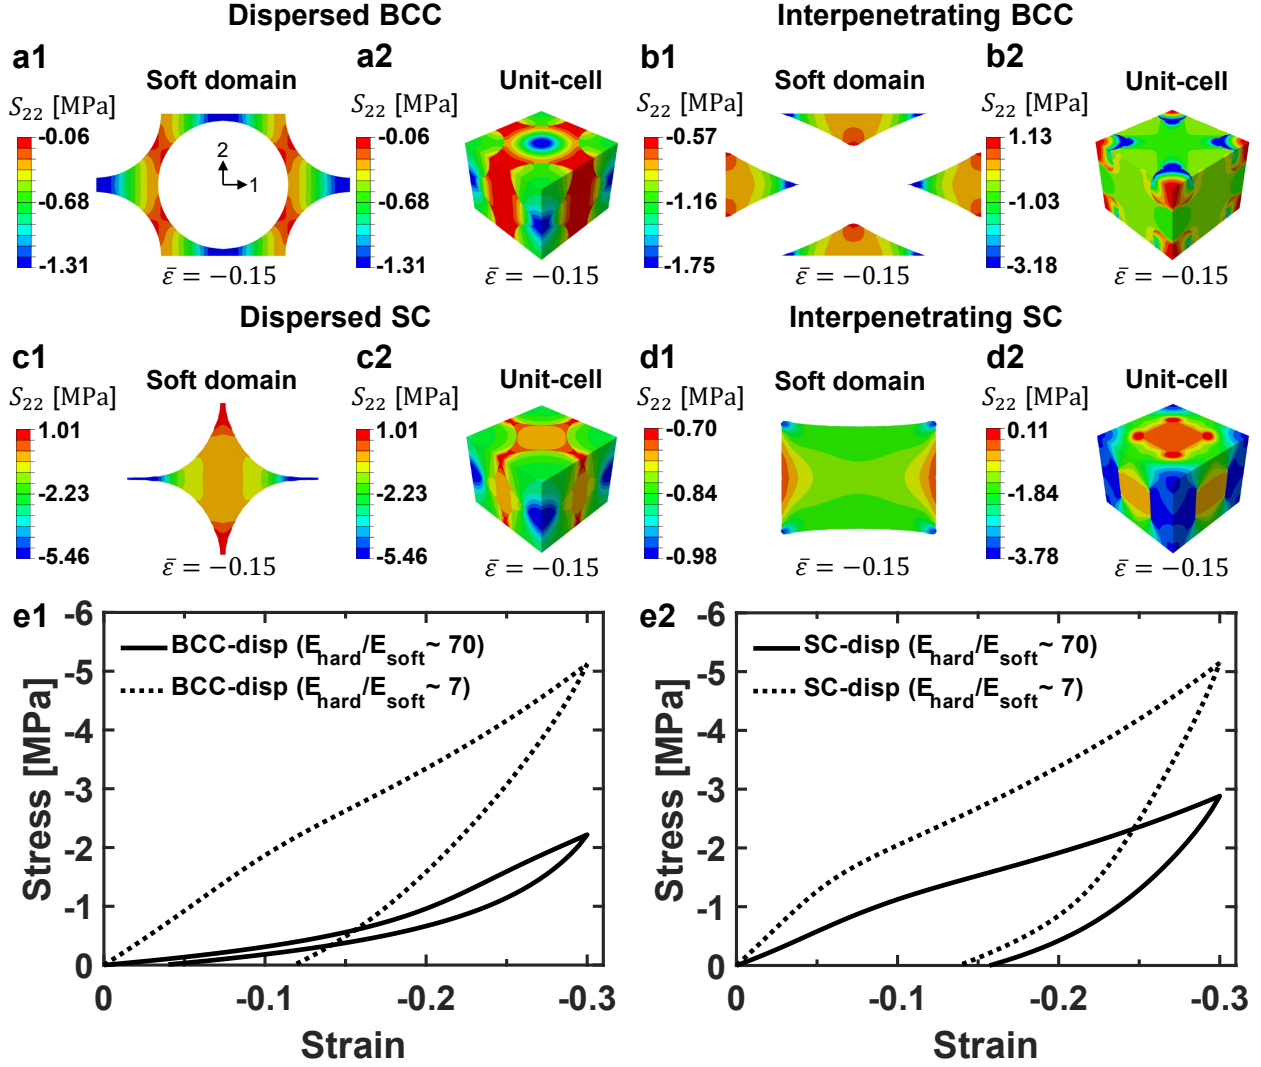 Dispersed BCC
Interpenetrating BCC
a1
Soft domain
a2
Unit-cell
b1
Soft domain
b2
Unit-cell
S₂₂ [MPa]
-0.06
-0.68
-1.31
2
1
ε̄ = −0.15
S₂₂ [MPa]
-0.06
-0.68
-1.31
ε̄ = −0.15
S₂₂ [MPa]
-0.57
-1.16
-1.75
ε̄ = −0.15
S₂₂ [MPa]
1.13
-1.03
-3.18
ε̄ = −0.15
Dispersed SC
Interpenetrating SC
c1
Soft domain
c2
Unit-cell
d1
Soft domain
d2
Unit-cell
S₂₂ [MPa]
1.01
-2.23
-5.46
ε̄ = −0.15
S₂₂ [MPa]
1.01
-2.23
-5.46
ε̄ = −0.15
S₂₂ [MPa]
-0.70
-0.84
-0.98
ε̄ = −0.15
S₂₂ [MPa]
0.11
-1.84
-3.78
ε̄ = −0.15
e1
-6
-5
-4
-3
-2
-1
0
Stress [MPa]
BCC-disp (E_hard/E_soft ~ 70)
BCC-disp (E_hard/E_soft ~ 7)
0
-0.1
-0.2
-0.3
Strain
e2
-6
-5
-4
-3
-2
-1
0
Stress [MPa]
SC-disp (E_hard/E_soft ~ 70)
SC-disp (E_hard/E_soft ~ 7)
0
-0.1
-0.2
-0.3
Strain